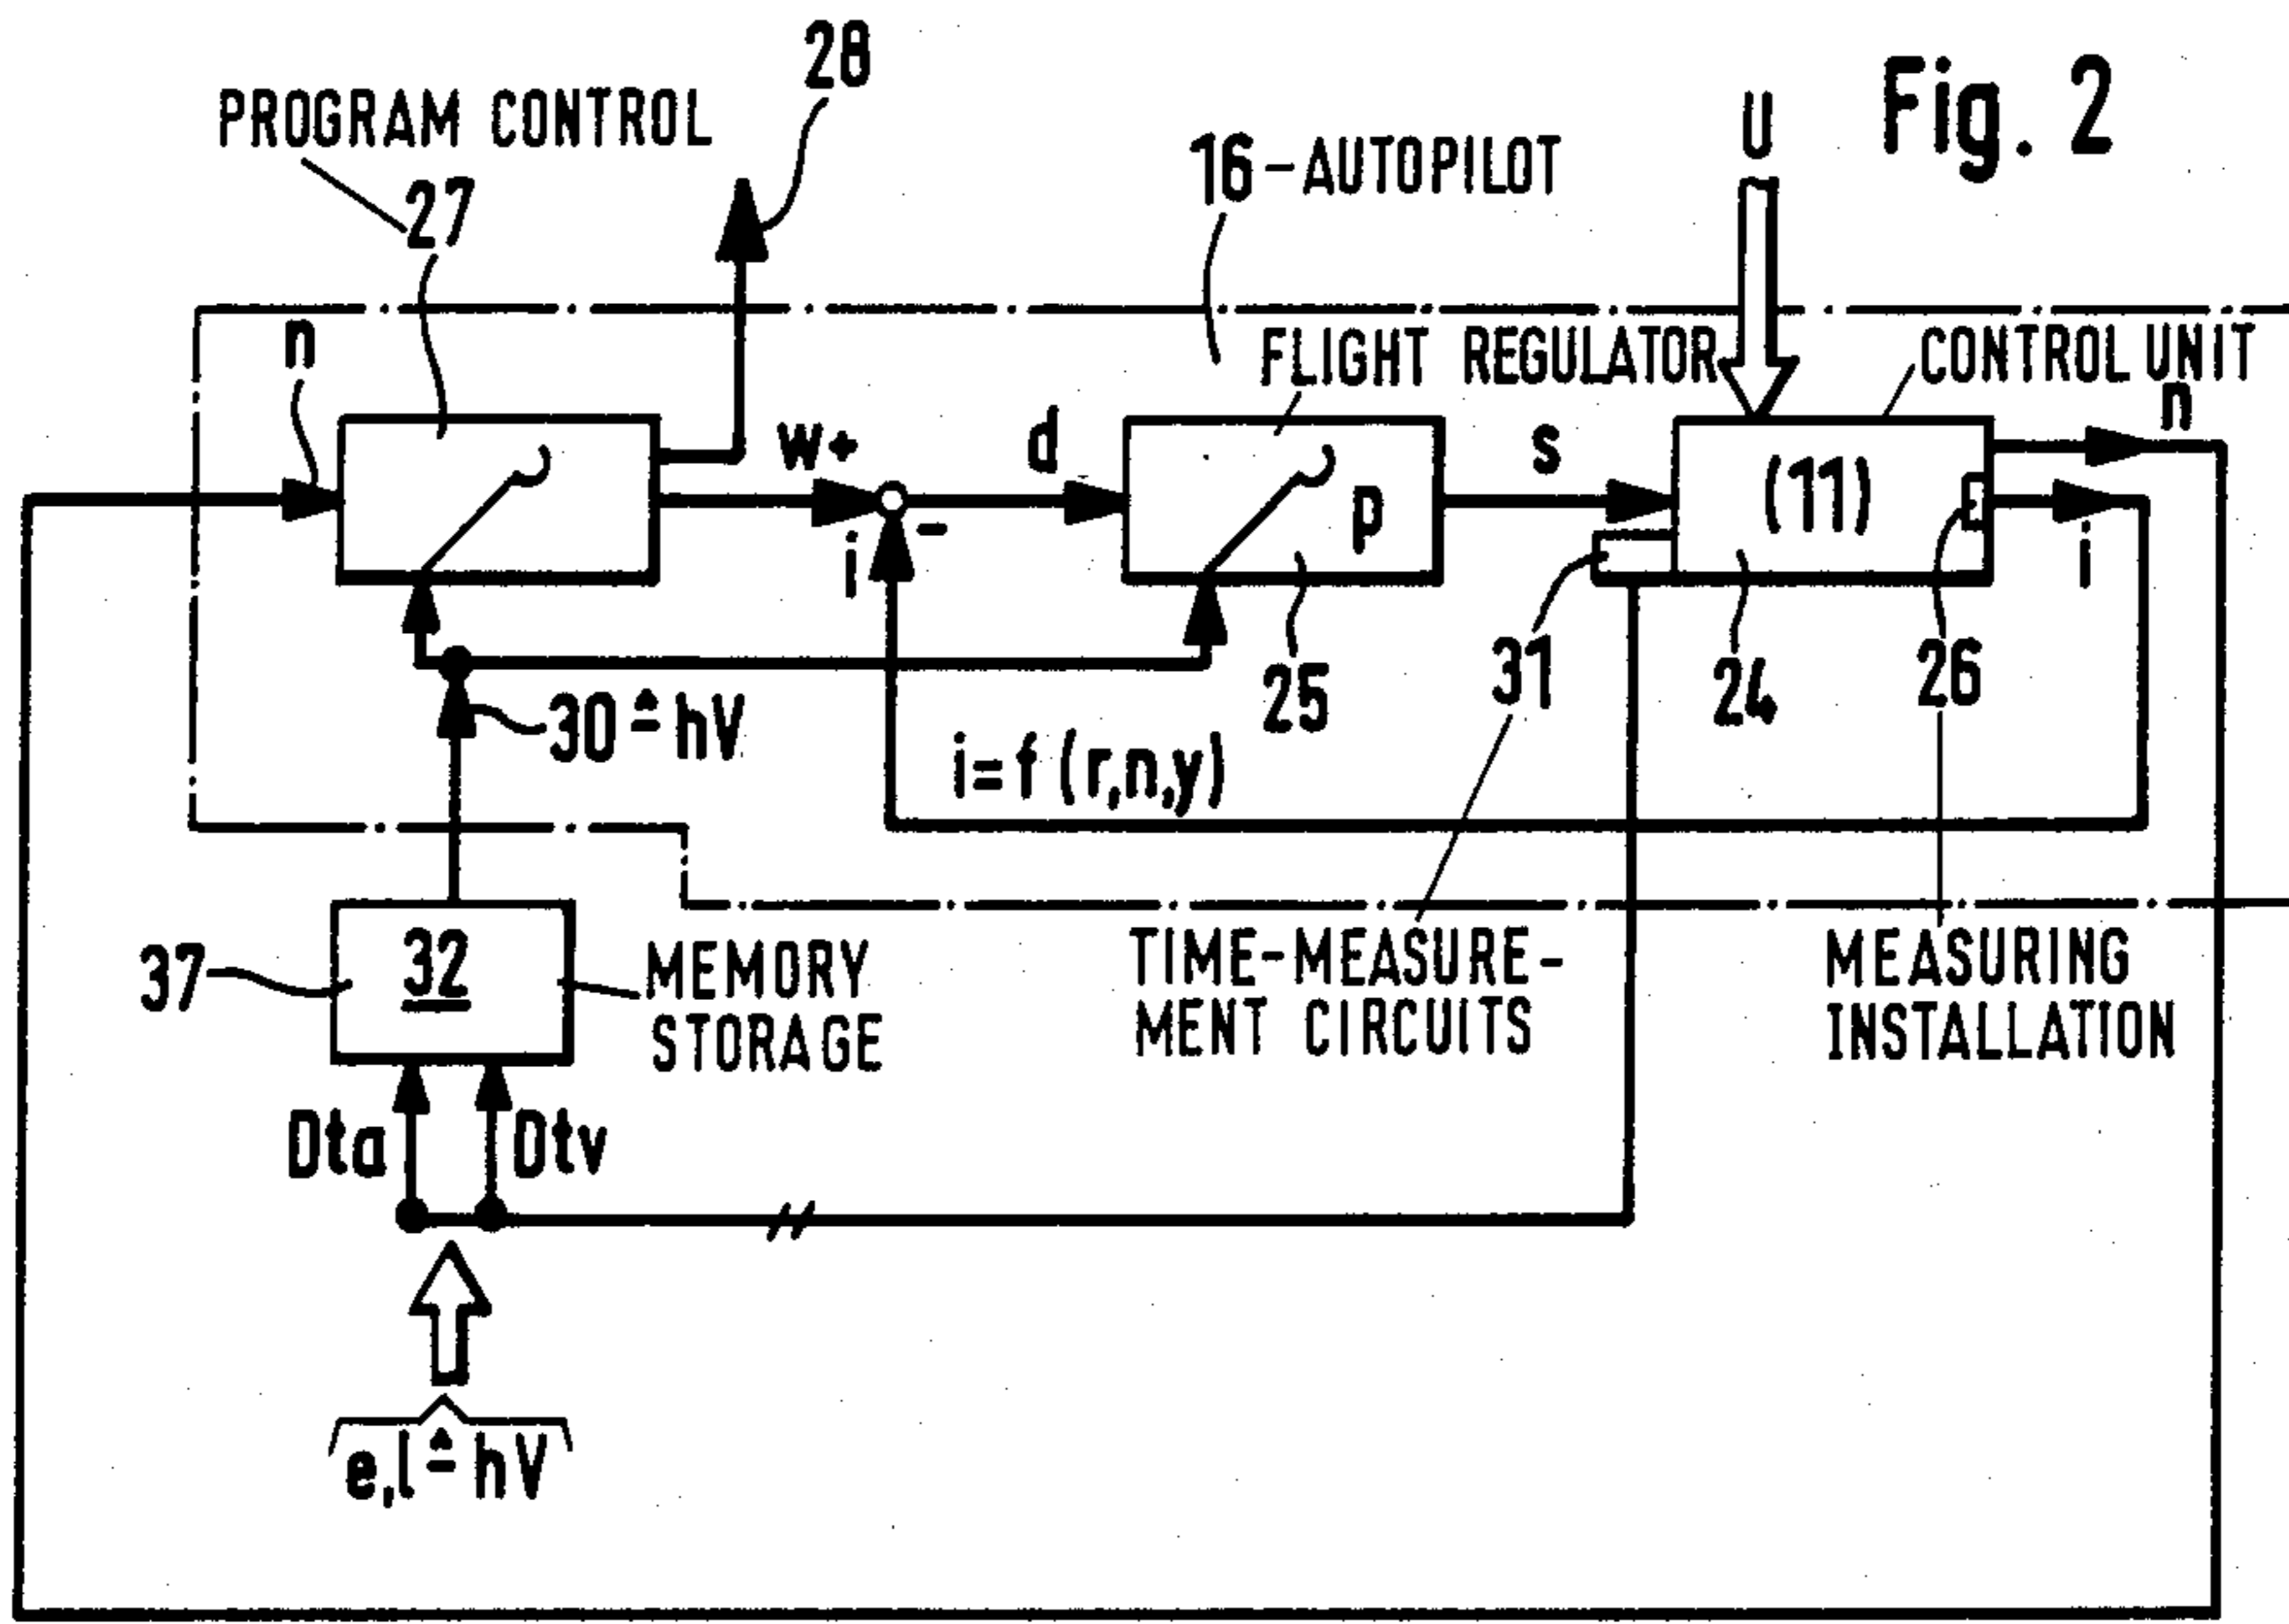 28
Fig. 2
PROGRAM CONTROL
U
16-AUTOPILOT
27
n
FLIGHT REGULATOR
CONTROL UNIT
n
w+
d
s
(11)
p
i
-
i
31
24
26
25
30≙hV
i=f(r,n,y)
37
32
MEMORY
STORAGE
TIME-MEASURE-
MENT CIRCUITS
MEASURING
INSTALLATION
Dta
Dtv
e,l≙hV